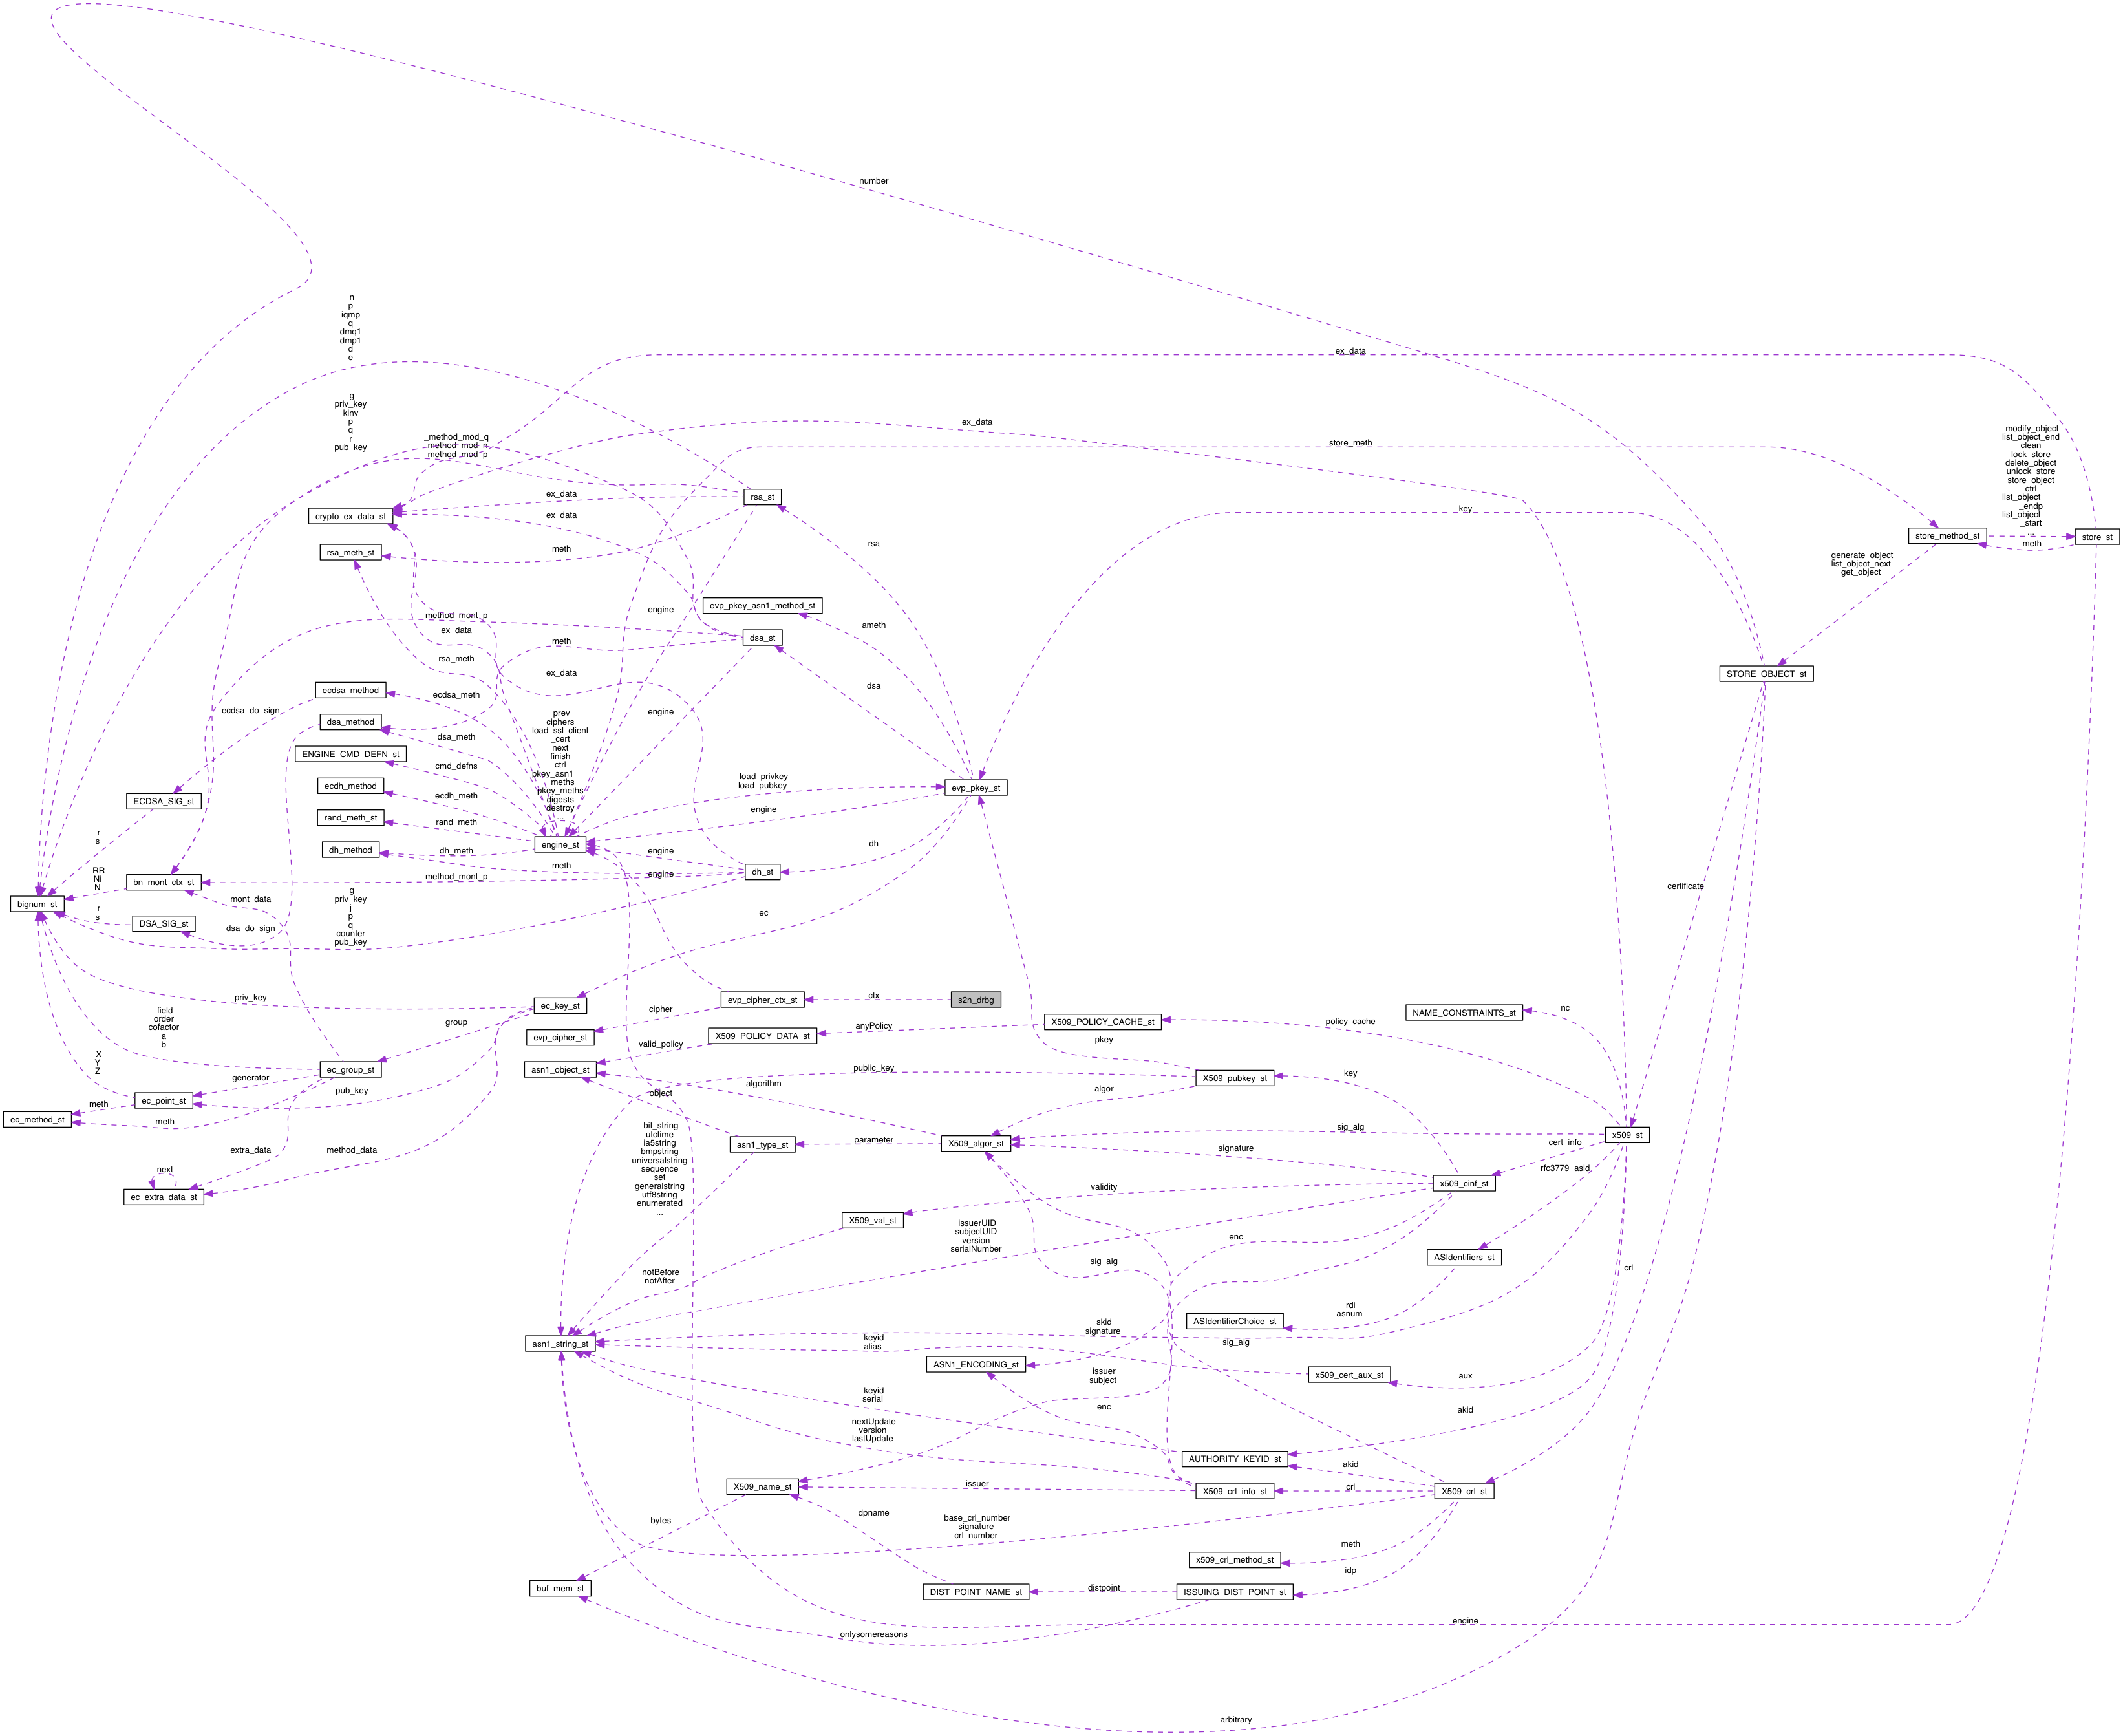 number
n
p
iqmp
q
dmq1
dmp1
d
e
ex_data
g
priv_key
kinv
p
q
r
pub_key
ex_data
_method_mod_q
_method_mod_n
_method_mod_p
store_meth
modify_object
list_object_end
clean
lock_store
delete_object
unlock_store
store_object
ctrl
list_object
_endp
list_object
_start
...
rsa_st
ex_data
key
crypto_ex_data_st
ex_data
store_method_st
store_st
rsa
meth
rsa_meth_st
meth
generate_object
list_object_next
get_object
evp_pkey_asn1_method_st
engine
method_mont_p
ameth
ex_data
dsa_st
meth
rsa_meth
ex_data
STORE_OBJECT_st
dsa
ecdsa_method
ecdsa_meth
ecdsa_do_sign
engine
dsa_method
prev
ciphers
load_ssl_client
_cert
next
finish
ctrl
pkey_asn1
_meths
pkey_meths
digests
destroy
...
dsa_meth
ENGINE_CMD_DEFN_st
cmd_defns
load_privkey
load_pubkey
ecdh_method
ecdh_meth
evp_pkey_st
ECDSA_SIG_st
engine
rand_meth_st
rand_meth
r
s
engine_st
dh
dh_method
dh_meth
engine
meth
RR
Ni
N
bn_mont_ctx_st
engine
method_mont_p
dh_st
certificate
bignum_st
mont_data
g
priv_key
j
p
q
counter
pub_key
r
s
DSA_SIG_st
dsa_do_sign
ec
priv_key
ec_key_st
evp_cipher_ctx_st
ctx
s2n_drbg
field
order
cofactor
a
b
group
cipher
evp_cipher_st
anyPolicy
X509_POLICY_CACHE_st
policy_cache
NAME_CONSTRAINTS_st
nc
X509_POLICY_DATA_st
valid_policy
pkey
X
Y
Z
ec_group_st
asn1_object_st
public_key
generator
pub_key
algorithm
algor
X509_pubkey_st
key
ec_point_st
object
meth
ec_method_st
meth
bit_string
utctime
ia5string
bmpstring
universalstring
sequence
set
generalstring
utf8string
enumerated
...
sig_alg
x509_st
asn1_type_st
parameter
X509_algor_st
signature
cert_info
extra_data
method_data
rfc3779_asid
next
ec_extra_data_st
validity
x509_cinf_st
X509_val_st
issuerUID
subjectUID
version
serialNumber
enc
ASIdentifiers_st
sig_alg
crl
notBefore
notAfter
rdi
asnum
skid
signature
ASIdentifierChoice_st
asn1_string_st
keyid
alias
sig_alg
ASN1_ENCODING_st
issuer
subject
x509_cert_aux_st
aux
keyid
serial
enc
akid
nextUpdate
version
lastUpdate
AUTHORITY_KEYID_st
akid
X509_name_st
issuer
X509_crl_info_st
crl
X509_crl_st
bytes
dpname
base_crl_number
signature
crl_number
meth
x509_crl_method_st
idp
buf_mem_st
DIST_POINT_NAME_st
distpoint
ISSUING_DIST_POINT_st
onlysomereasons
engine
arbitrary